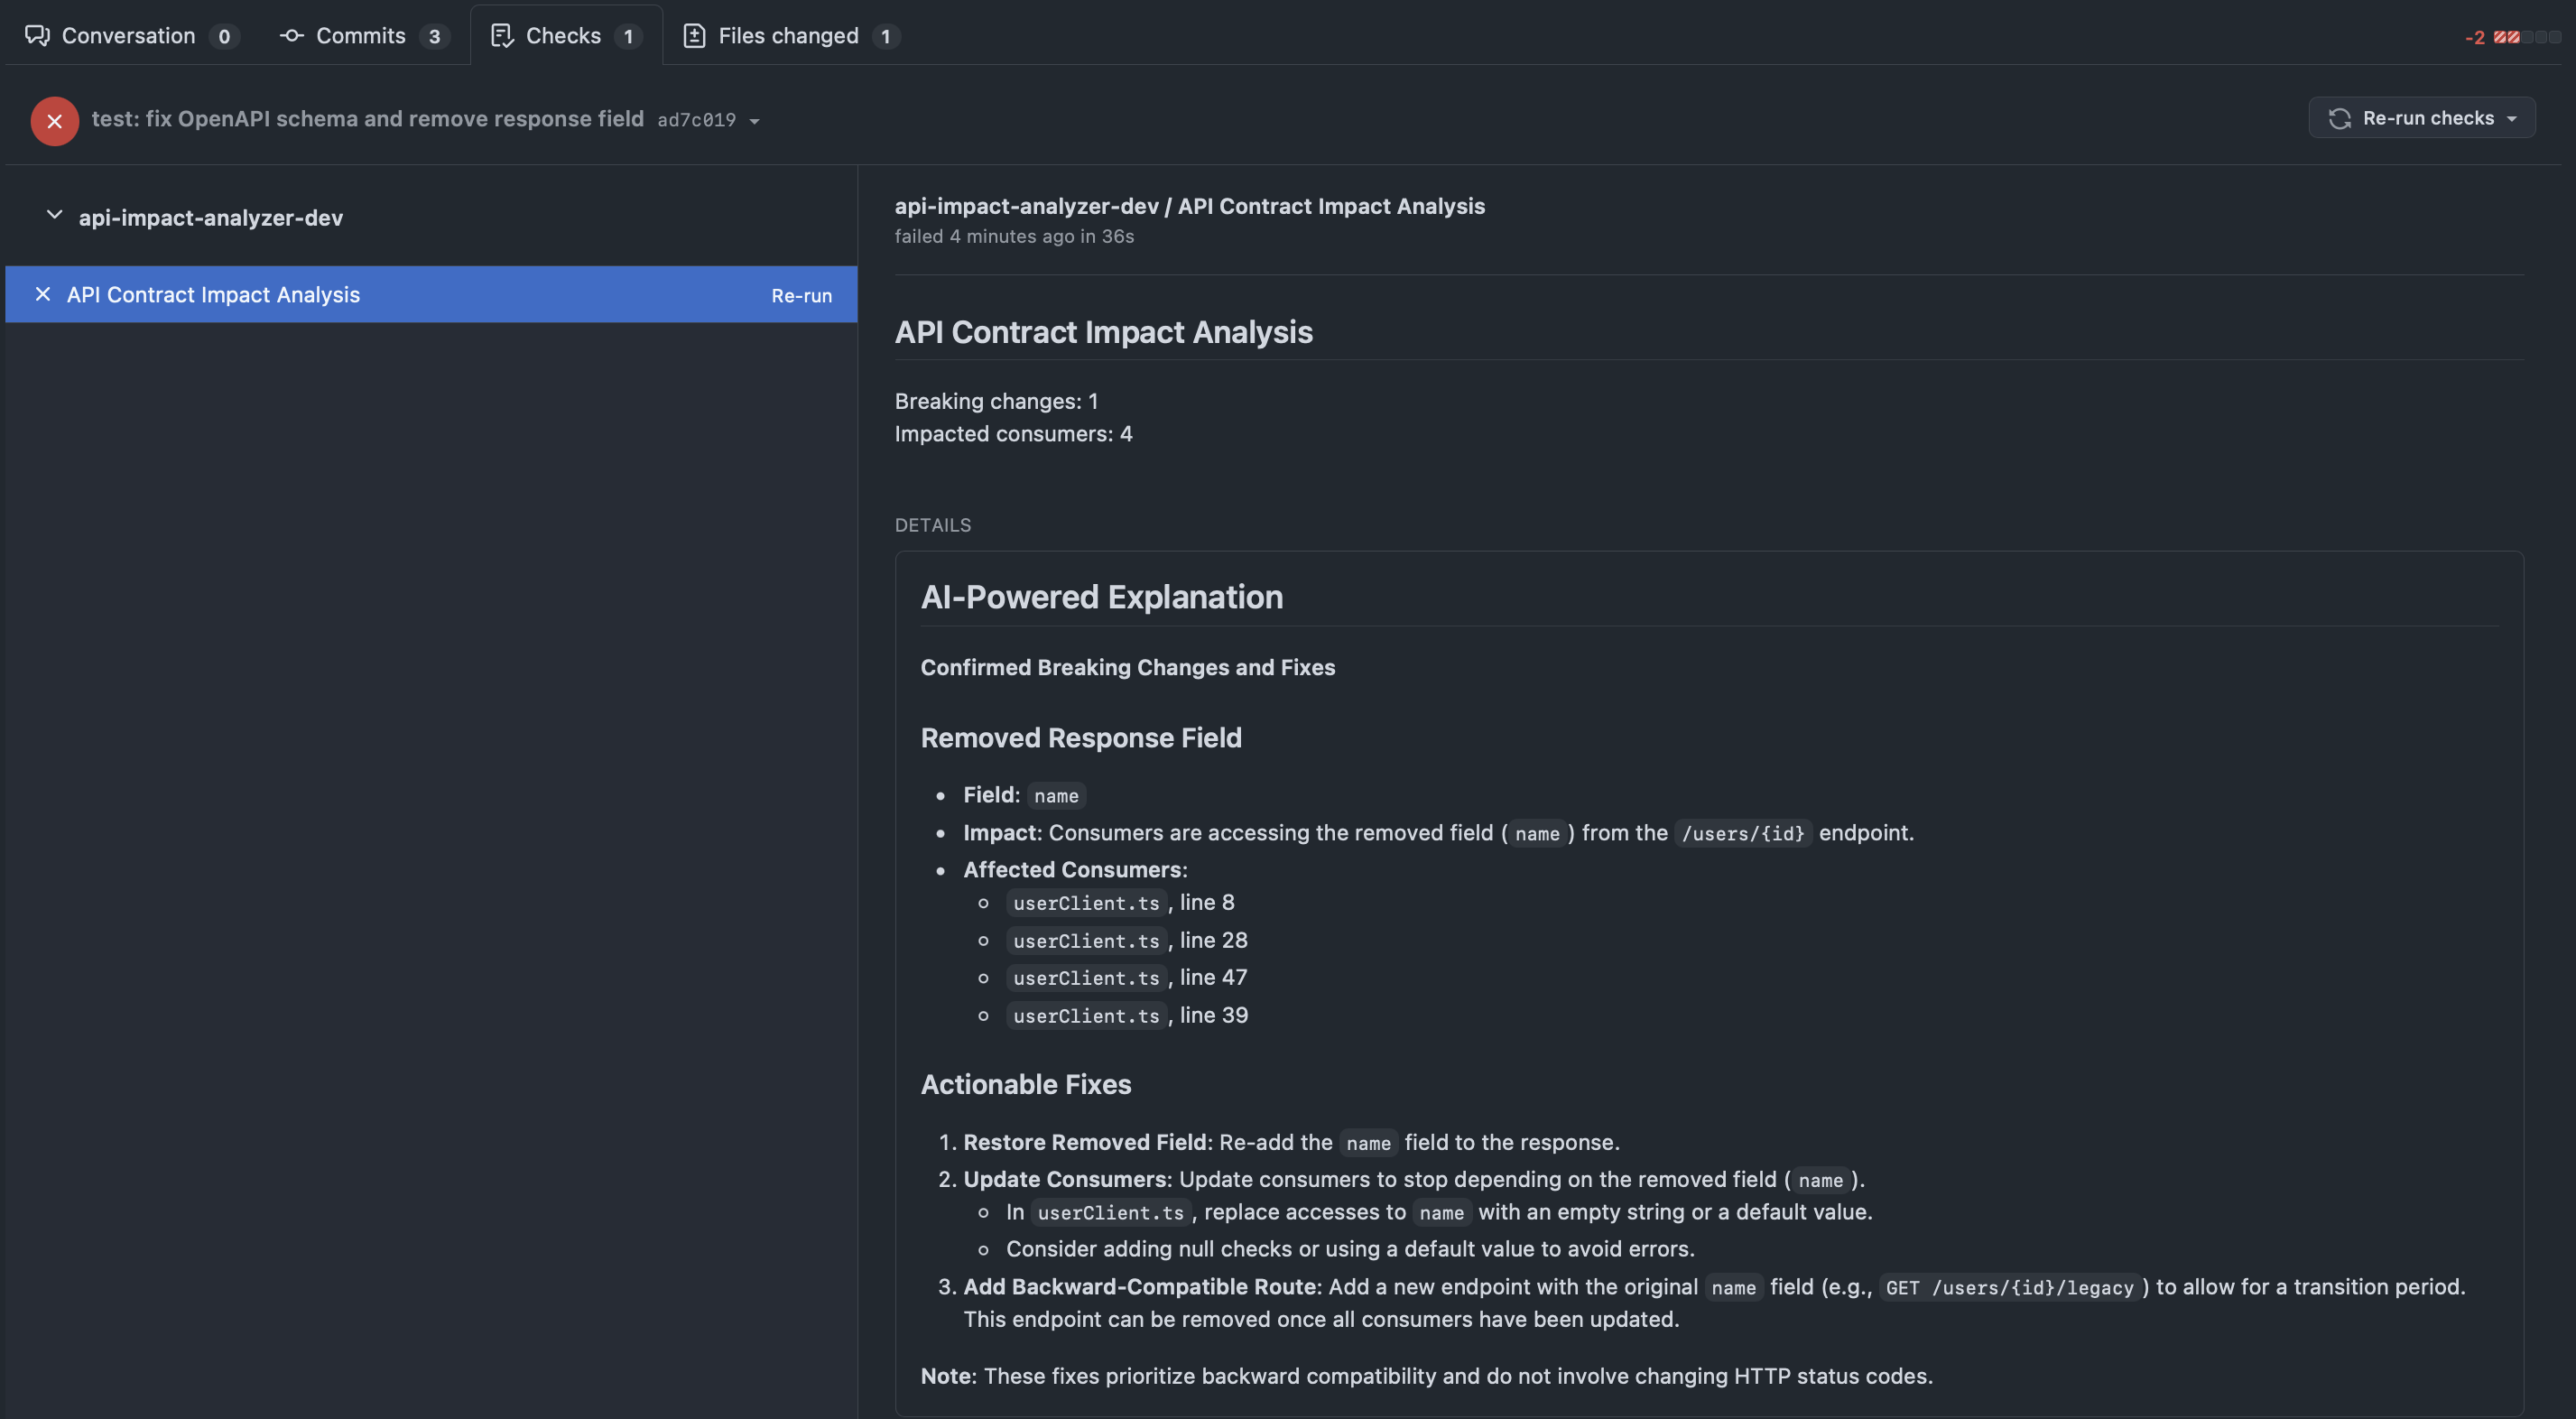 Conversation 0 Commits 3 Checks 1 Files changed 1 -2
test: fix OpenAPI schema and remove response field ad7c019 Re-run checks
api-impact-analyzer-dev
API Contract Impact Analysis Re-run
api-impact-analyzer-dev / API Contract Impact Analysis
failed 4 minutes ago in 36s
API Contract Impact Analysis
Breaking changes: 1
Impacted consumers: 4
DETAILS
AI-Powered Explanation
Confirmed Breaking Changes and Fixes
Removed Response Field
• Field: name
• Impact: Consumers are accessing the removed field (name) from the /users/{id} endpoint.
• Affected Consumers:
○ userClient.ts, line 8
○ userClient.ts, line 28
○ userClient.ts, line 47
○ userClient.ts, line 39
Actionable Fixes
1. Restore Removed Field: Re-add the name field to the response.
2. Update Consumers: Update consumers to stop depending on the removed field (name).
○ In userClient.ts, replace accesses to name with an empty string or a default value.
○ Consider adding null checks or using a default value to avoid errors.
3. Add Backward-Compatible Route: Add a new endpoint with the original name field (e.g., GET /users/{id}/legacy) to allow for a transition period.
This endpoint can be removed once all consumers have been updated.
Note: These fixes prioritize backward compatibility and do not involve changing HTTP status codes.